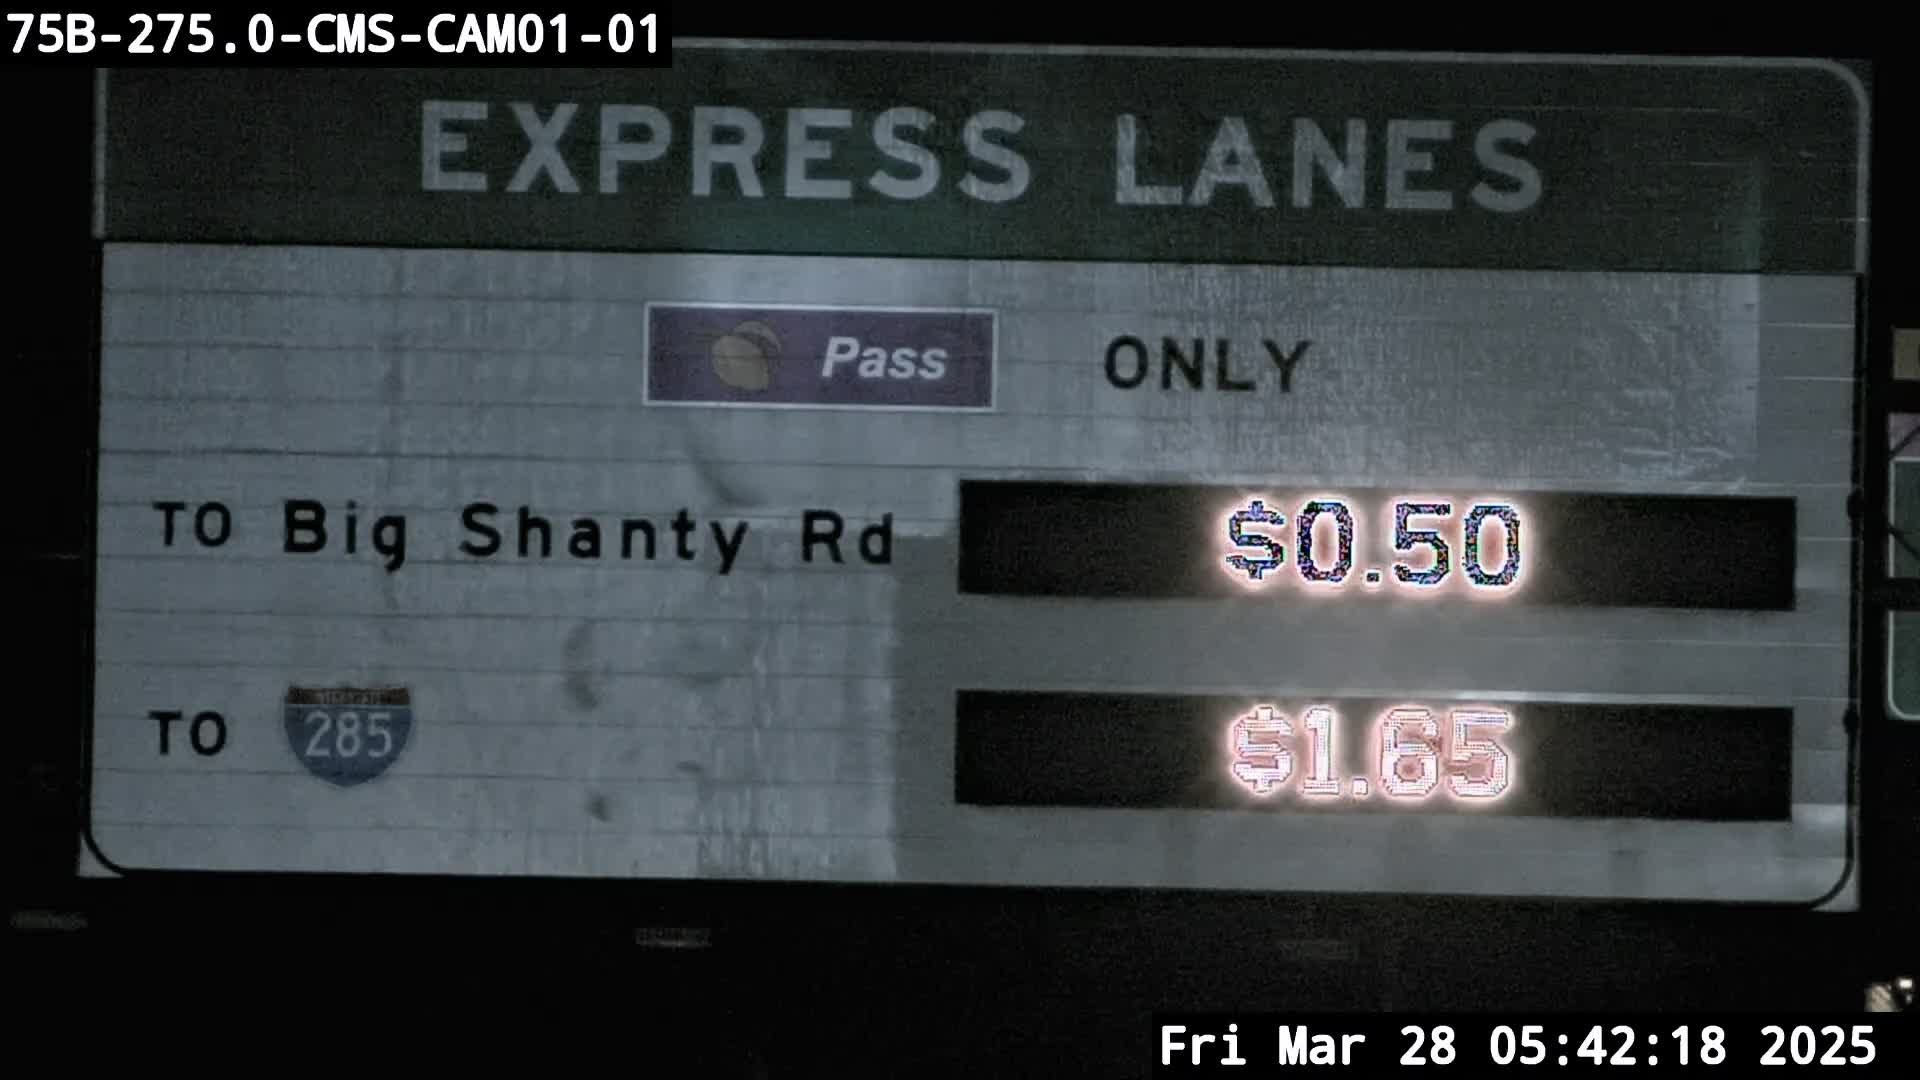 75B-275.0-CMS-CAM01-01
EXPRESS LANES
Pass ONLY
TO Big Shanty Rd $0.50
TO 285 $1.65
Fri Mar 28 05:42:18 2025